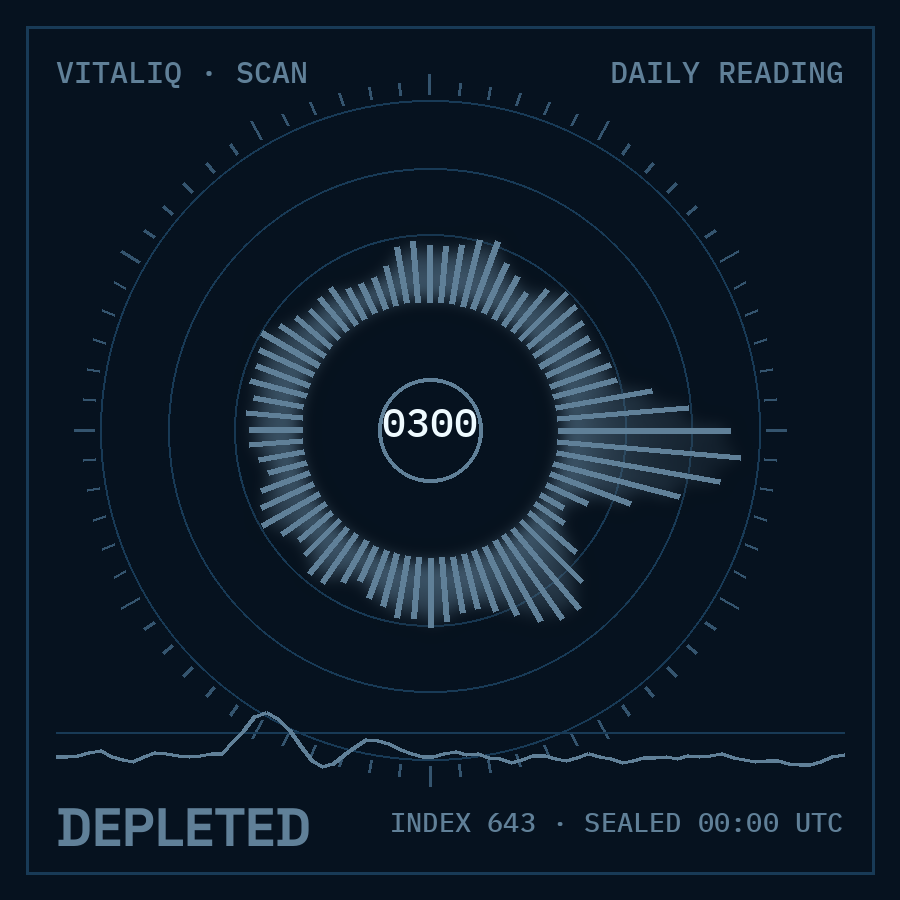 VITALIQ · SCAN
DAILY READING
0300
DEPLETED
INDEX 643 · SEALED 00:00 UTC